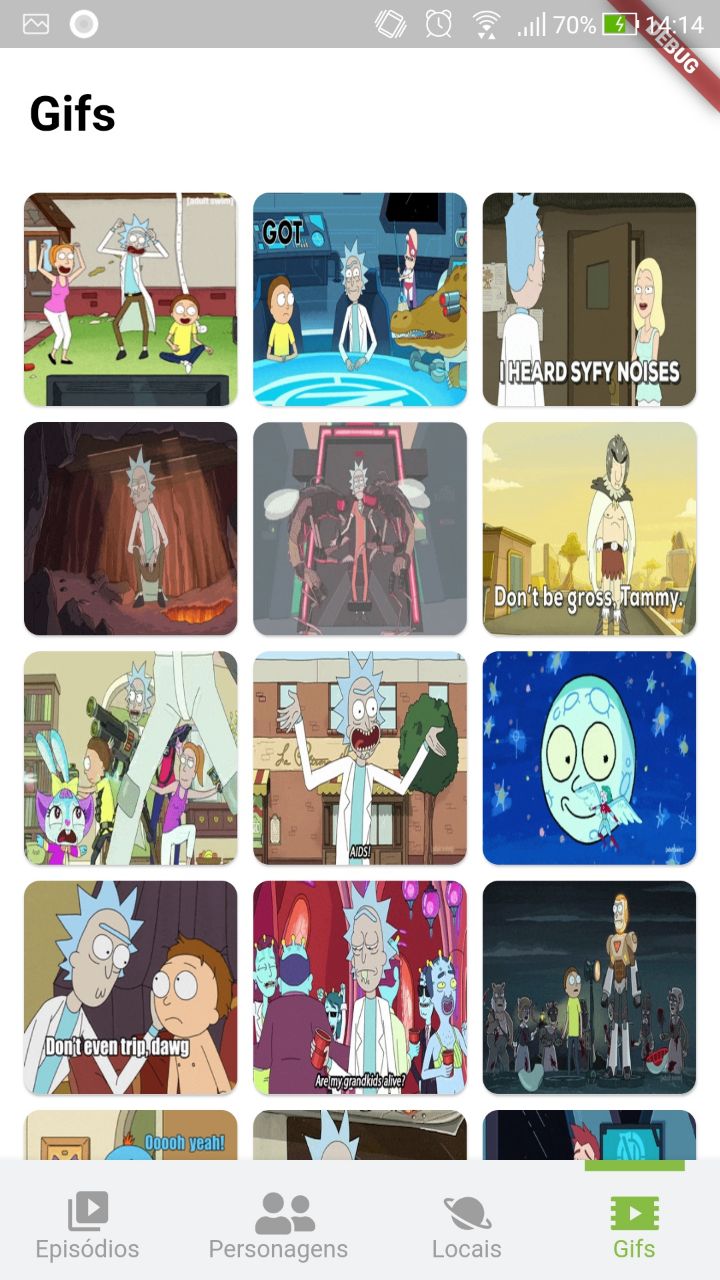 70%
14:14
DEBUG
Gifs
[adult swim]
GOT
I HEARD SYFY NOISES
Don't be gross, Tammy.
AIDS!
Don't even trip, dawg
Are my grandkids alive?
Ooooh yeah!
Episódios
Personagens
Locais
Gifs